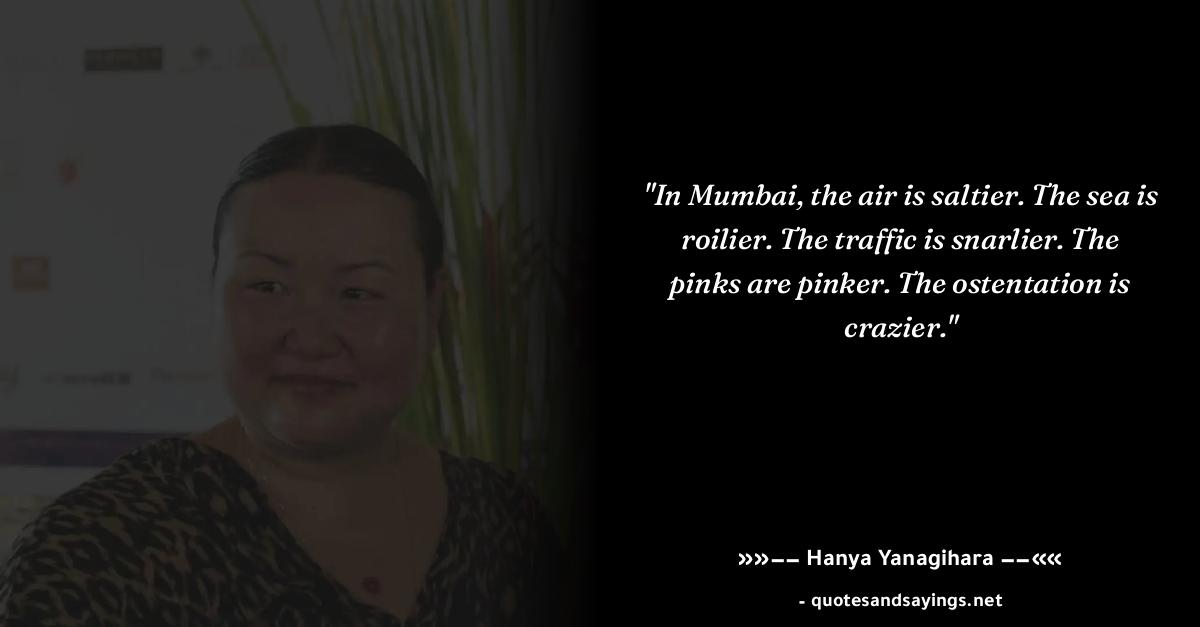 "In Mumbai, the air is saltier. The sea is
roilier. The traffic is snarlier. The
pinks are pinker. The ostentation is
crazier."
»»–– Hanya Yanagihara ––««
- quotesandsayings.net